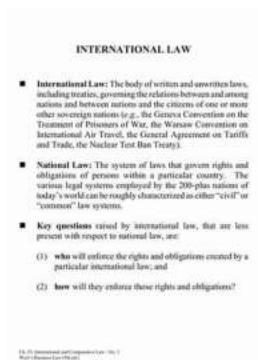 INTERNATIONAL LAW
■ International Law: The body of written and unwritten laws,
including treaties, governing the relations between and among
nations and between nations and the citizens of one or more
other sovereign nations (e.g., the Geneva Convention on the
Treatment of Prisoners of War, the Warsaw Convention on
International Air Travel, the General Agreement on Tariffs
and Trade, the Nuclear Test Ban Treaty).
■ National Law: The system of laws that govern rights and
obligations of persons within a particular country. The
various legal systems employed by the 200-plus nations of
today's world can be roughly characterized as either "civil" or
"common" law systems.
■ Key questions raised by international law, that are less
present with respect to national law, are:
(1) who will enforce the rights and obligations created by a
particular international law; and
(2) how will they enforce those rights and obligations?